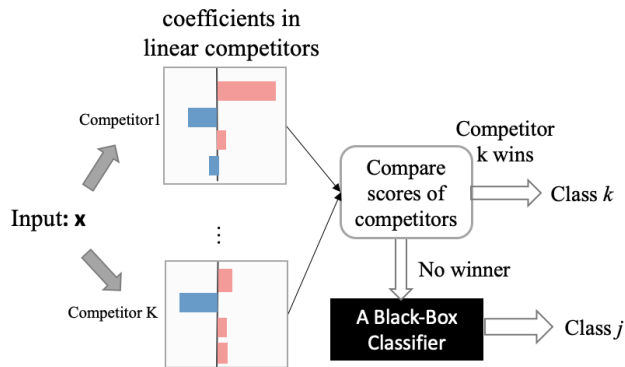 coefficients in
linear competitors
Competitor1
Input: x
⋮
Competitor K
Compare
scores of
competitors
Competitor
k wins
Class k
No winner
A Black-Box
Classifier
Class j